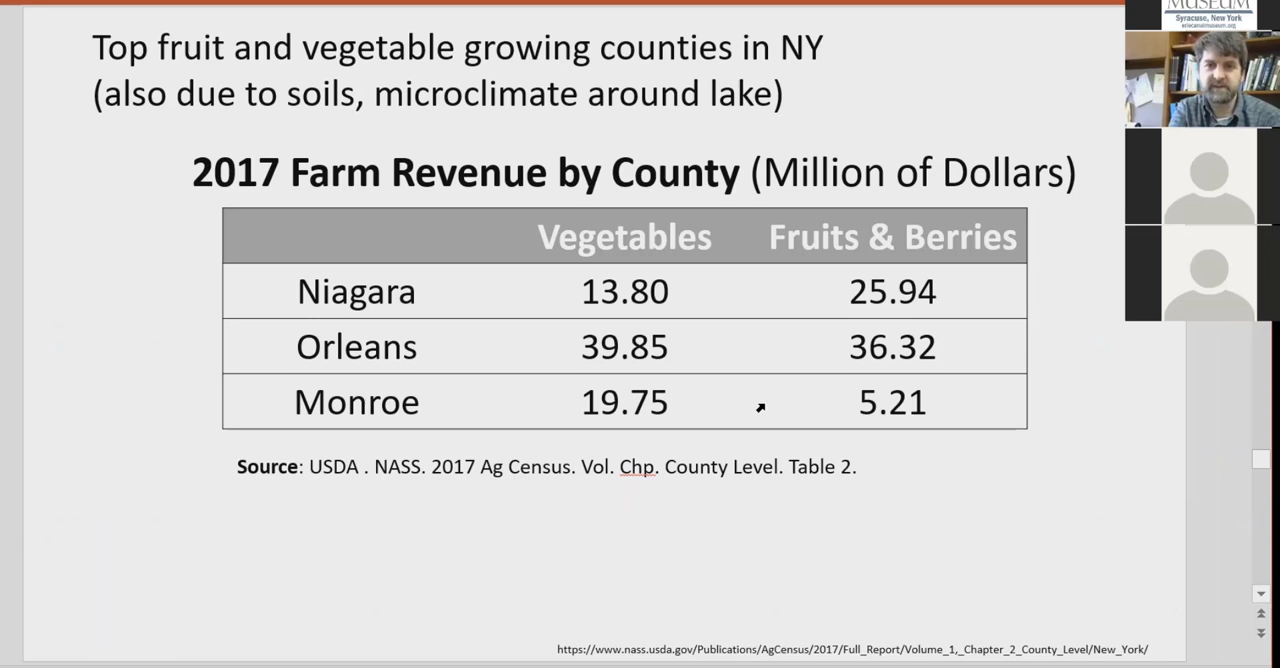 Top fruit and vegetable growing counties in NY
(also due to soils, microclimate around lake)
2017 Farm Revenue by County (Million of Dollars)
Vegetables Fruits & Berries
Niagara 13.80 25.94
Orleans 39.85 36.32
Monroe 19.75 5.21
Source: USDA . NASS. 2017 Ag Census. Vol. Chp. County Level. Table 2.
https://www.nass.usda.gov/Publications/AgCensus/2017/Full_Report/Volume_1,_Chapter_2_County_Level/New_York/
MUSEUM
Syracuse, New York
eriecanalmuseum.org